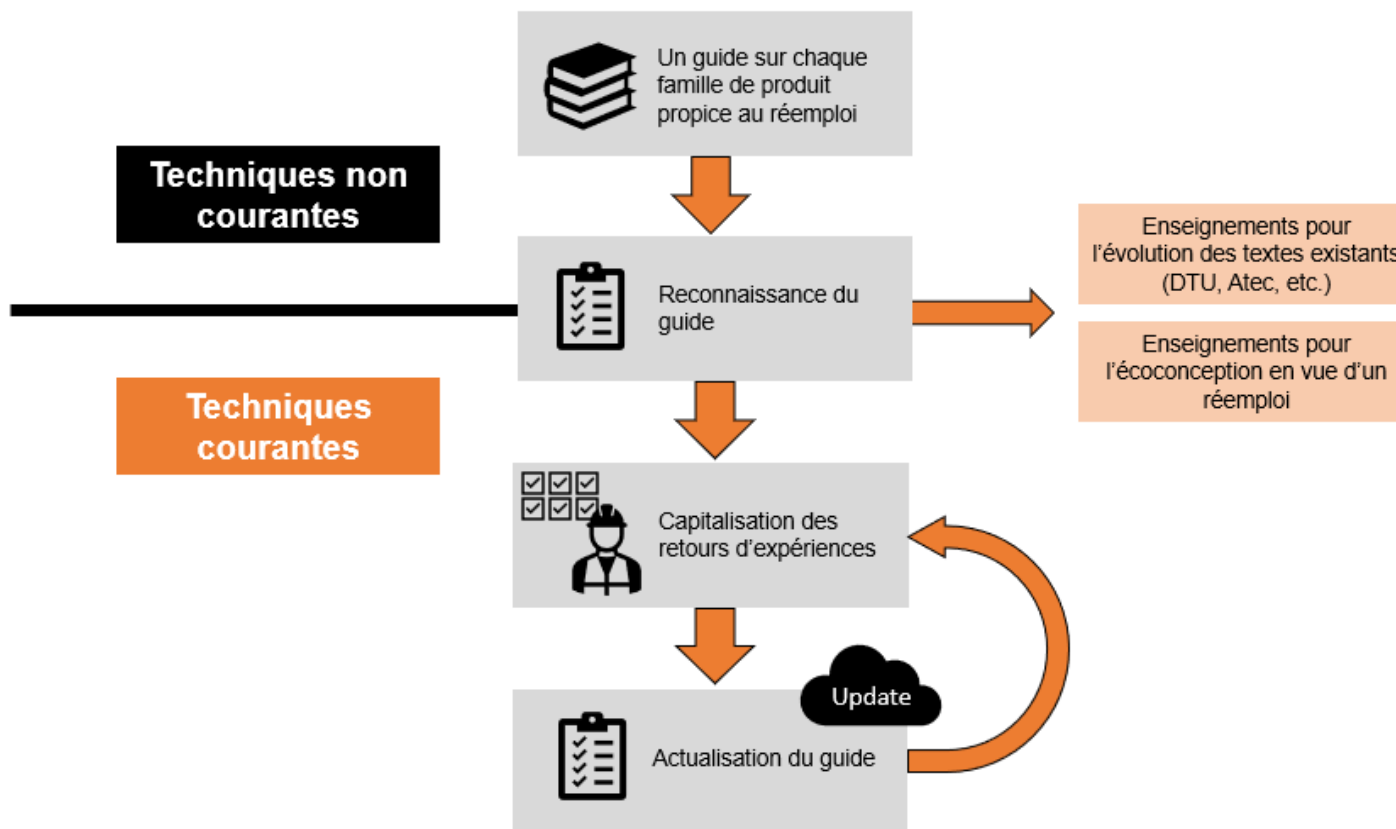 Un guide sur chaque
famille de produit
propice au réemploi
Techniques non
courantes
Reconnaissance du
guide
Enseignements pour
l'évolution des textes existants
(DTU, Atec, etc.)
Enseignements pour
l'écoconception en vue d'un
réemploi
Techniques
courantes
Capitalisation des
retours d'expériences
Update
Actualisation du guide